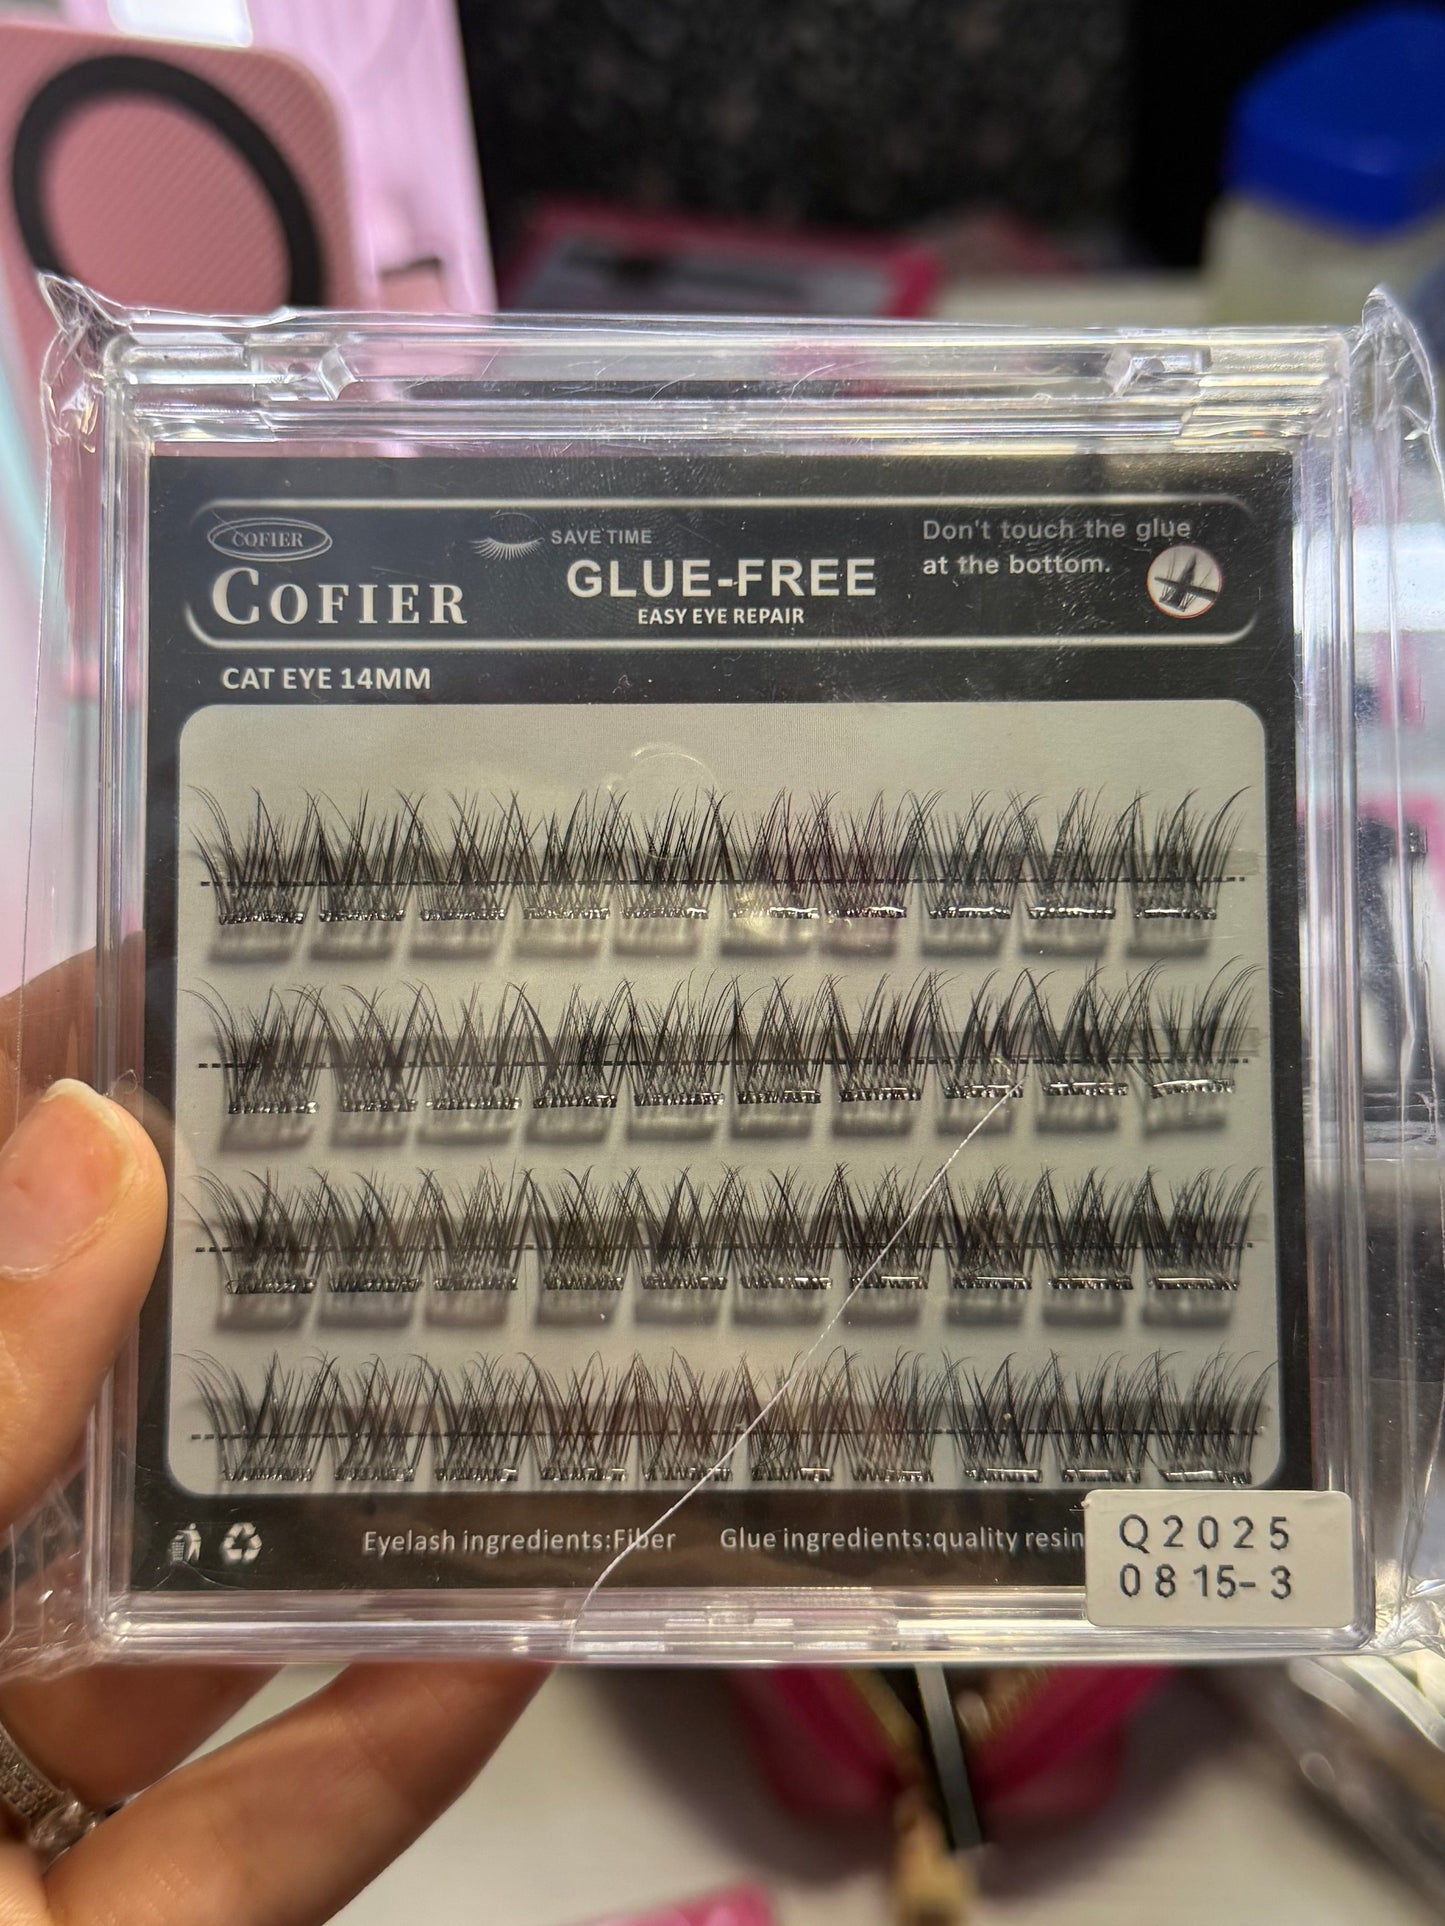 COFIER
COFIER
SAVE TIME
GLUE-FREE
EASY EYE REPAIR
Don't touch the glue
at the bottom.
CAT EYE 14MM
Eyelash ingredients:Fiber
Glue ingredients:quality resin
Q2025
0815-3